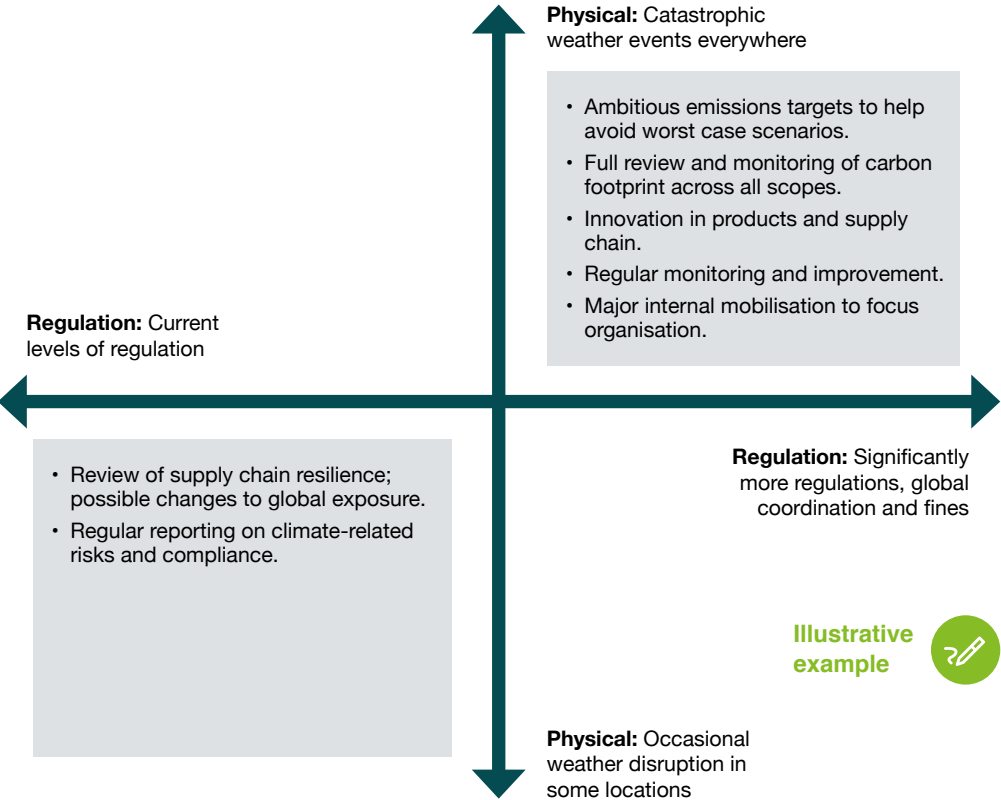 Physical: Catastrophic
weather events everywhere
• Ambitious emissions targets to help
avoid worst case scenarios.
• Full review and monitoring of carbon
footprint across all scopes.
• Innovation in products and supply
chain.
• Regular monitoring and improvement.
• Major internal mobilisation to focus
organisation.
Regulation: Current
levels of regulation
• Review of supply chain resilience;
possible changes to global exposure.
• Regular reporting on climate-related
risks and compliance.
Regulation: Significantly
more regulations, global
coordination and fines
Illustrative
example
Physical: Occasional
weather disruption in
some locations